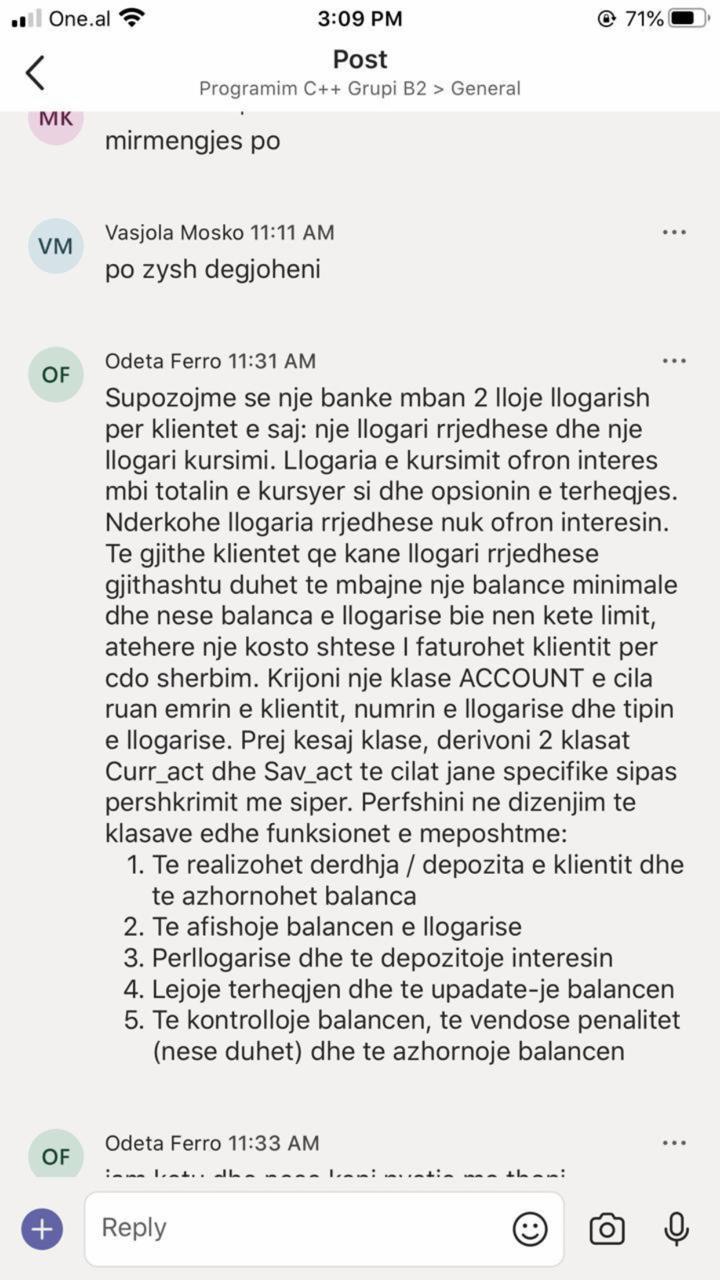 One.al
3:09 PM
71%
Post
Programim C++ Grupi B2 > General
MK
mirmengjes po
Vasjola Mosko 11:11 AM
VM
po zysh degjoheni
Odeta Ferro 11:31 AM
OF
Supozojme se nje banke mban 2 lloje llogarish
per klientet e saj: nje llogari rrjedhese dhe nje
llogari kursimi. Llogaria e kursimit ofron interes
mbi totalin e kursyer si dhe opsionin e terheqjes.
Nderkohe llogaria rrjedhese nuk ofron interesin.
Te gjithe klientet qe kane llogari rrjedhese
gjithashtu duhet te mbajne nje balance minimale
dhe nese balanca e llogarise bie nen kete limit,
atehere nje kosto shtese I faturohet klientit per
cdo sherbim. Krijoni nje klase ACCOUNT e cila
ruan emrin e klientit, numrin e llogarise dhe tipin
e llogarise. Prej kesaj klase, derivoni 2 klasat
Curr_act dhe Sav_act te cilat jane specifike sipas
pershkrimit me siper. Perfshini ne dizenjim te
klasave edhe funksionet e meposhtme:
1. Te realizohet derdhja / depozita e klientit dhe
te azhornohet balanca
2. Te afishoje balancen e llogarise
3. Perllogarise dhe te depozitoje interesin
4. Lejoje terheqjen dhe te upadate-je balancen
5. Te kontrolloje balancen, te vendose penalitet
(nese duhet) dhe te azhornoje balancen
Odeta Ferro 11:33 AM
OF
Reply